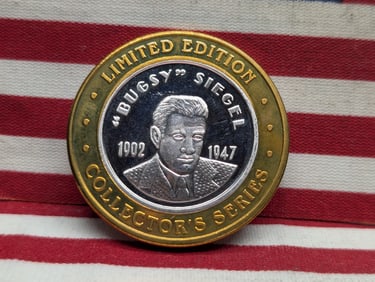 LIMITED EDITION
"BUGSY" SIEGEL
1902 1947
COLLECTOR'S SERIES